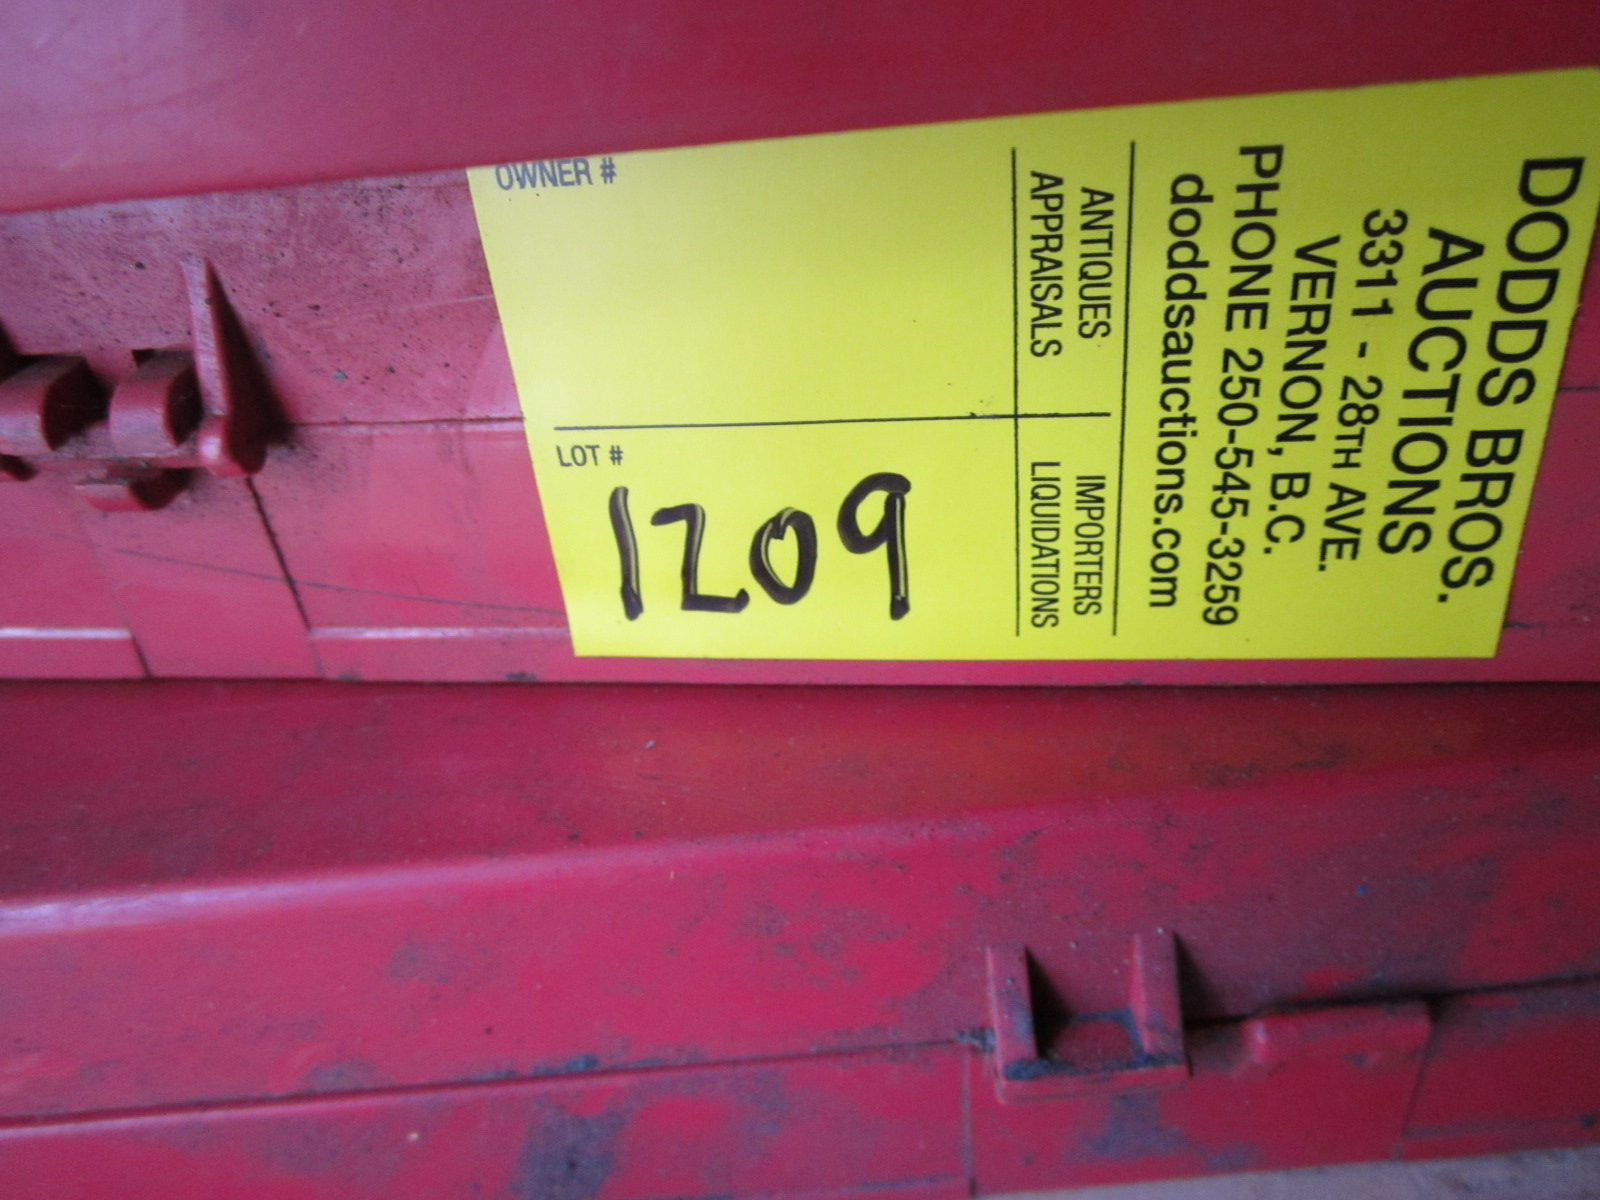 DODDS BROS.
AUCTIONS
3311 - 28TH AVE.
VERNON, B.C.
PHONE 250-545-3259
doddsauctions.com
ANTIQUES IMPORTERS
APPRAISALS LIQUIDATIONS
OWNER #
LOT #
1209